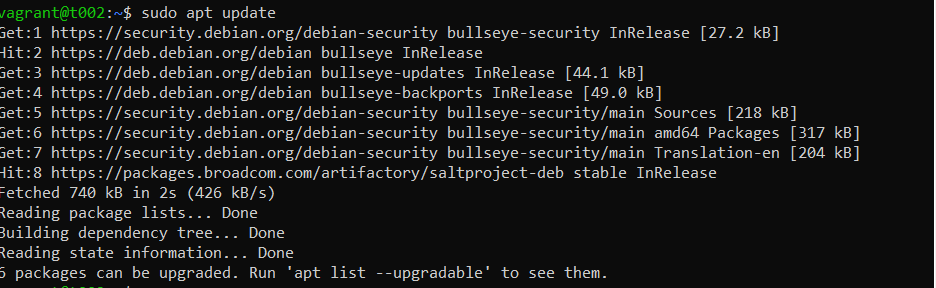 vagrant@t002:~$ sudo apt update
Get:1 https://security.debian.org/debian-security bullseye-security InRelease [27.2 kB]
Hit:2 https://deb.debian.org/debian bullseye InRelease
Get:3 https://deb.debian.org/debian bullseye-updates InRelease [44.1 kB]
Get:4 https://deb.debian.org/debian bullseye-backports InRelease [49.0 kB]
Get:5 https://security.debian.org/debian-security bullseye-security/main Sources [218 kB]
Get:6 https://security.debian.org/debian-security bullseye-security/main amd64 Packages [317 kB]
Get:7 https://security.debian.org/debian-security bullseye-security/main Translation-en [204 kB]
Hit:8 https://packages.broadcom.com/artifactory/saltproject-deb stable InRelease
Fetched 740 kB in 2s (426 kB/s)
Reading package lists... Done
Building dependency tree... Done
Reading state information... Done
6 packages can be upgraded. Run 'apt list --upgradable' to see them.